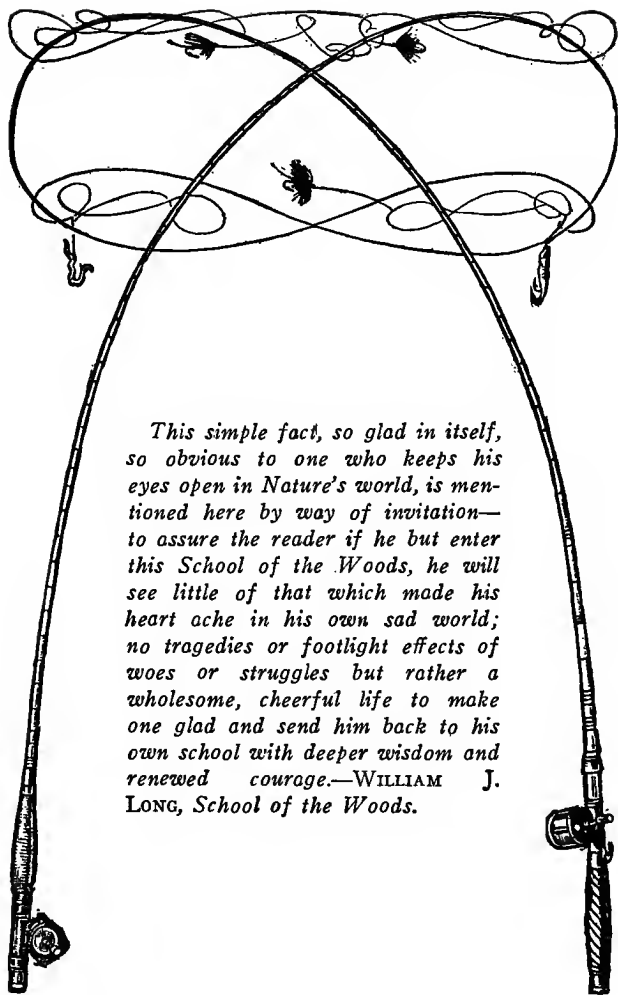 This simple fact, so glad in itself,
so obvious to one who keeps his
eyes open in Nature's world, is men-
tioned here by way of invitation—
to assure the reader if he but enter
this School of the Woods, he will
see little of that which made his
heart ache in his own sad world;
no tragedies or footlight effects of
woes or struggles but rather a
wholesome, cheerful life to make
one glad and send him back to his
own school with deeper wisdom and
renewed courage.—WILLIAM J.
LONG, School of the Woods.